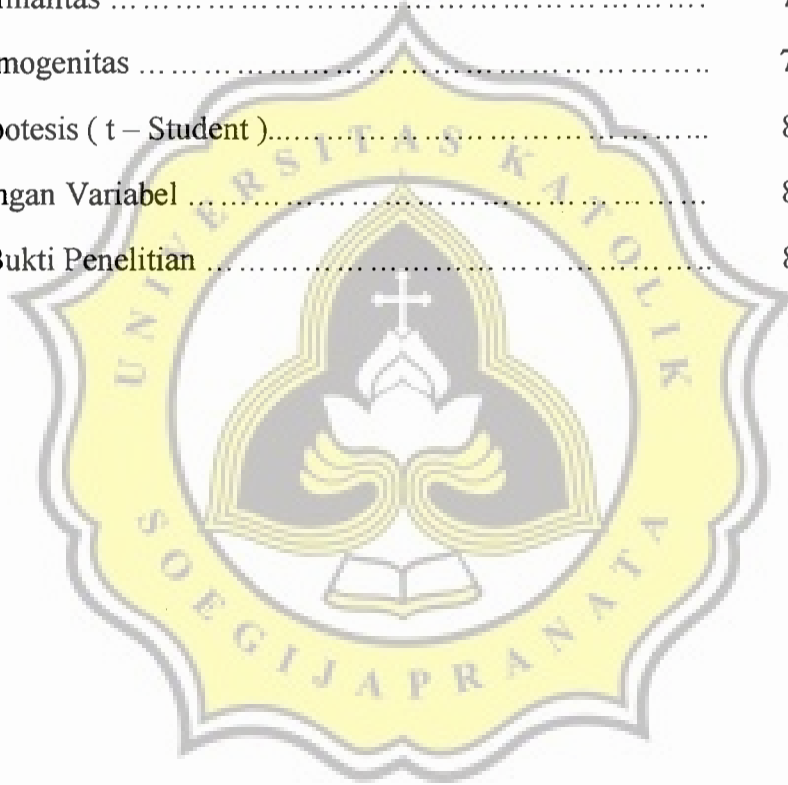 mogenitas ........................................................ 7
potesis ( t – Student )........................................ 8
ngan Variabel .................................................. 8
Bukti Penelitian ................................................ 8
UNIVERSITAS KATOLIK
SOEGIJAPRANATA